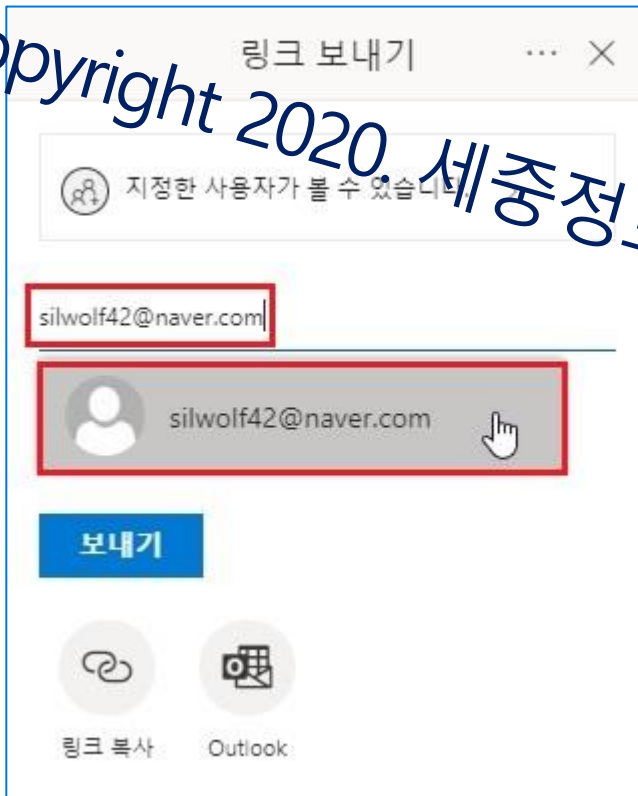 링크 보내기
opyright 2020. 세중정
지정한 사용자가 볼 수 있습니다.
silwolf42@naver.com
silwolf42@naver.com
보내기
링크 복사
Outlook